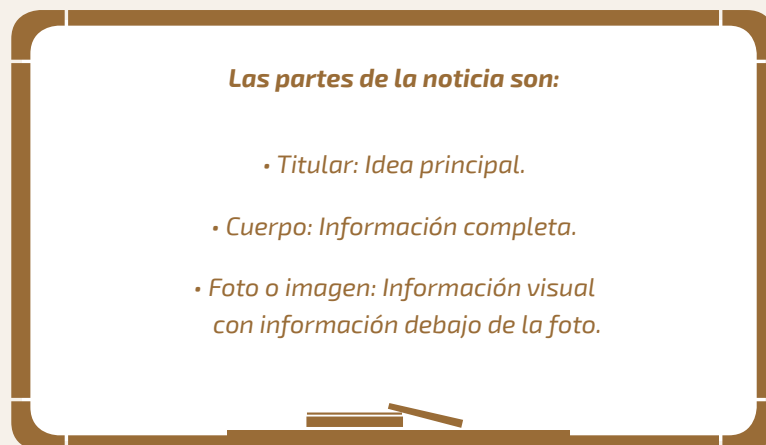 Las partes de la noticia son:
• Titular: Idea principal.
• Cuerpo: Información completa.
• Foto o imagen: Información visual
con información debajo de la foto.